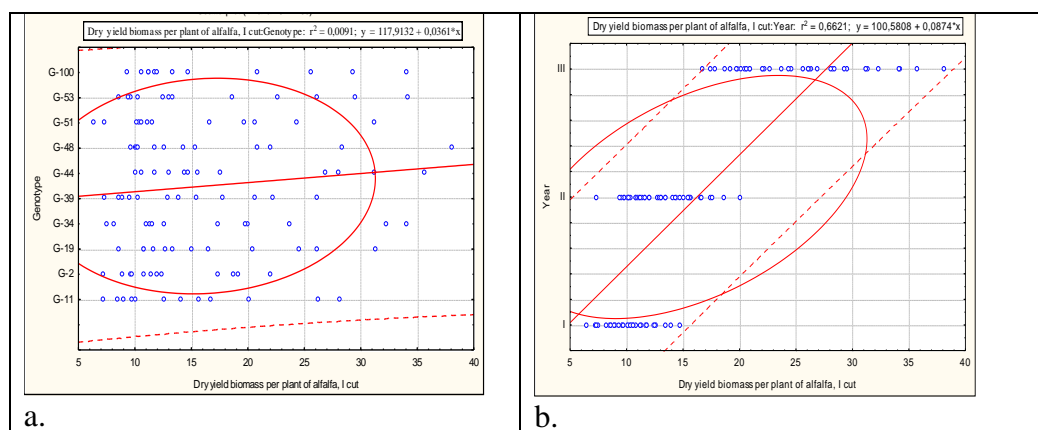 Dry yield biomass per plant of alfalfa, I cut:Genotype: r² = 0,0091; y = 117,9132 + 0,0361*x
G-100
G-53
G-51
G-48
G-44
G-39
G-34
G-19
G-2
G-11
Genotype
5 10 15 20 25 30 35 40
Dry yield biomass per plant of alfalfa, I cut
a.
Dry yield biomass per plant of alfalfa, I cut:Year: r² = 0,6621; y = 100,5808 + 0,0874*x
III
II
I
Year
5 10 15 20 25 30 35 40
Dry yield biomass per plant of alfalfa, I cut
b.